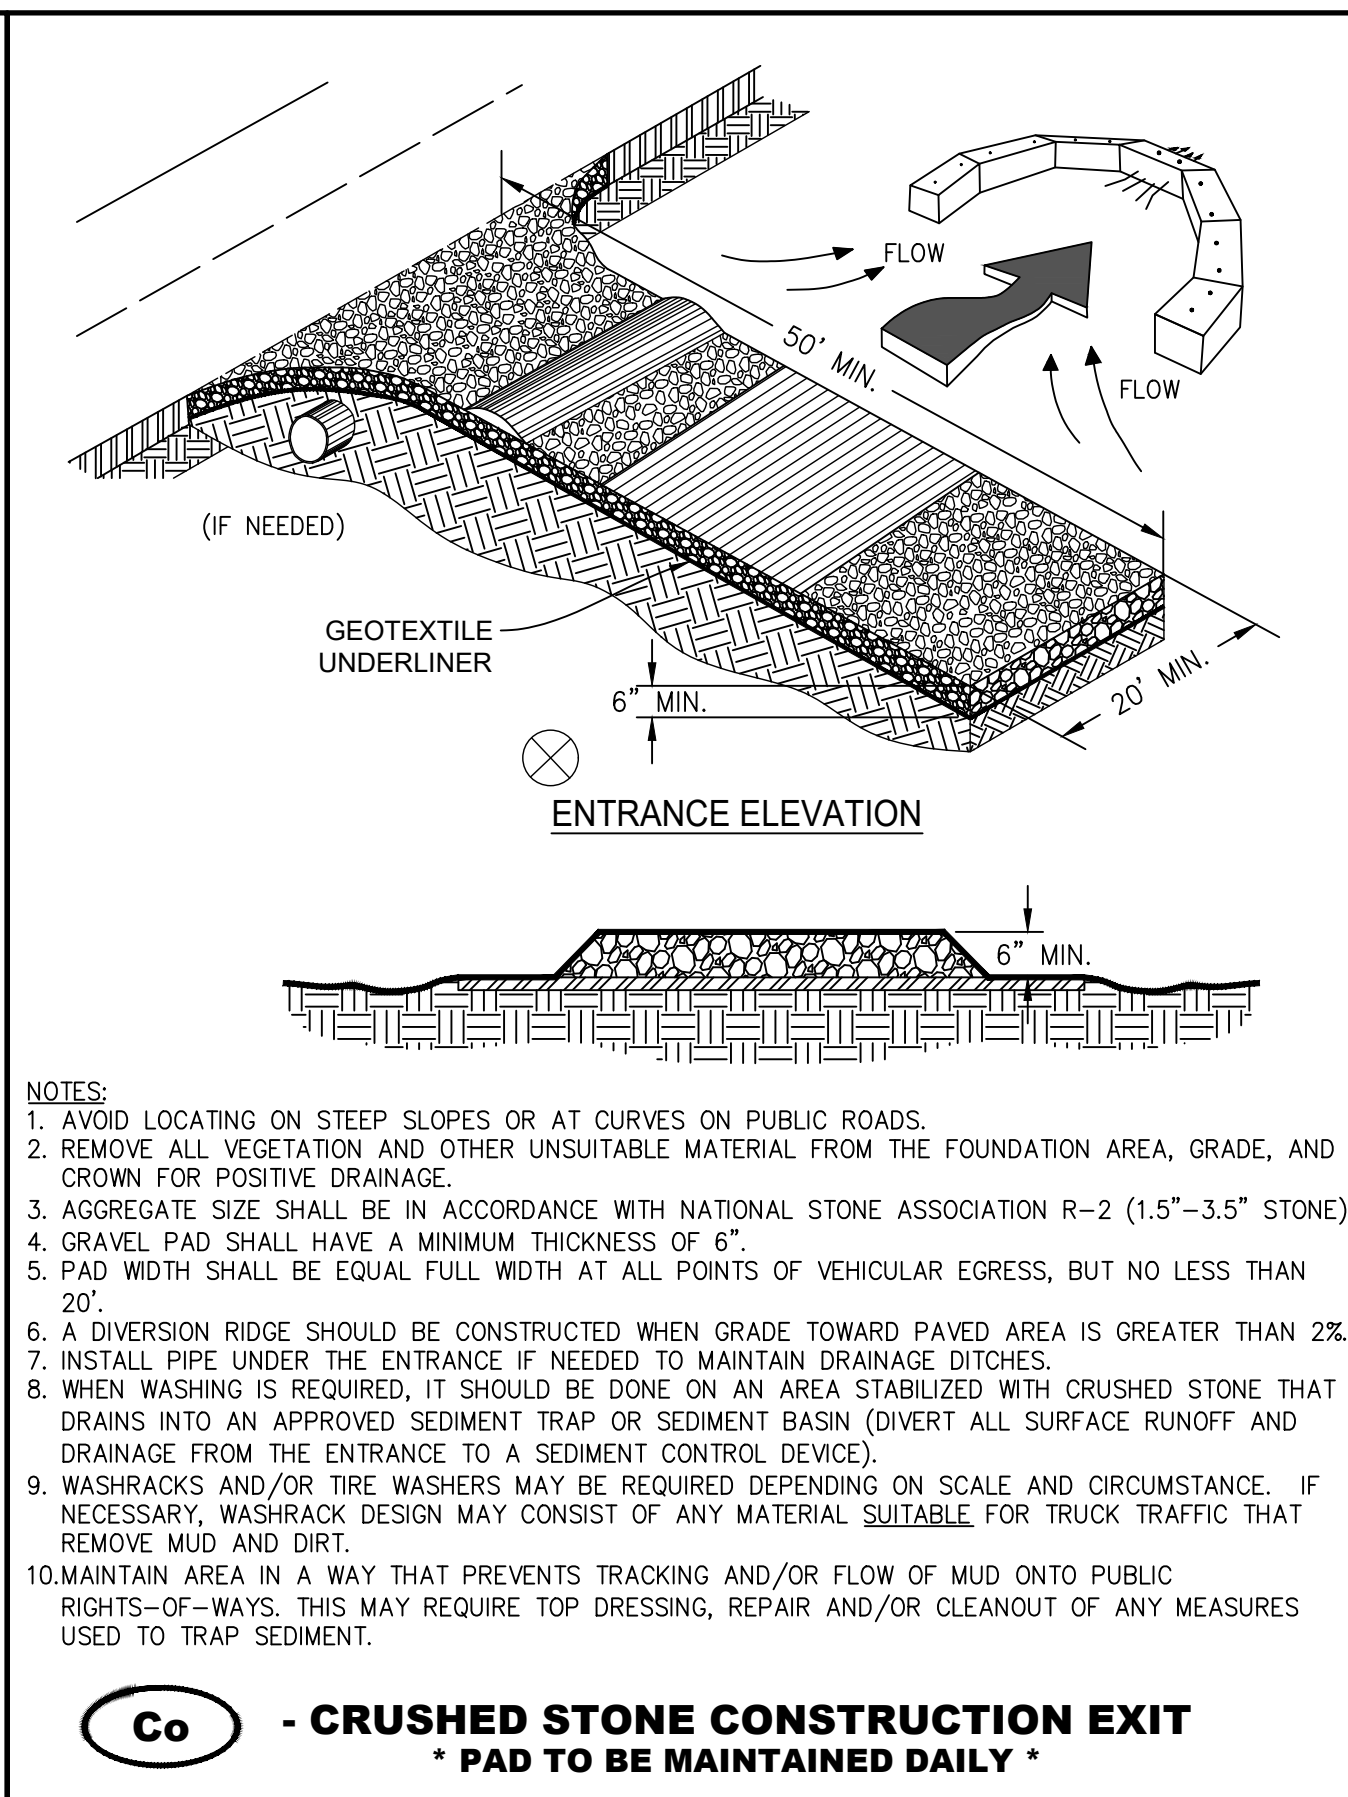 FLOW
50' MIN.
FLOW
(IF NEEDED)
GEOTEXTILE
UNDERLINER
6" MIN.
20' MIN.
ENTRANCE ELEVATION
6" MIN.
NOTES:
1. AVOID LOCATING ON STEEP SLOPES OR AT CURVES ON PUBLIC ROADS.
2. REMOVE ALL VEGETATION AND OTHER UNSUITABLE MATERIAL FROM THE FOUNDATION AREA, GRADE, AND
CROWN FOR POSITIVE DRAINAGE.
3. AGGREGATE SIZE SHALL BE IN ACCORDANCE WITH NATIONAL STONE ASSOCIATION R-2 (1.5"-3.5" STONE)
4. GRAVEL PAD SHALL HAVE A MINIMUM THICKNESS OF 6".
5. PAD WIDTH SHALL BE EQUAL FULL WIDTH AT ALL POINTS OF VEHICULAR EGRESS, BUT NO LESS THAN
20'.
6. A DIVERSION RIDGE SHOULD BE CONSTRUCTED WHEN GRADE TOWARD PAVED AREA IS GREATER THAN 2%.
7. INSTALL PIPE UNDER THE ENTRANCE IF NEEDED TO MAINTAIN DRAINAGE DITCHES.
8. WHEN WASHING IS REQUIRED, IT SHOULD BE DONE ON AN AREA STABILIZED WITH CRUSHED STONE THAT
DRAINS INTO AN APPROVED SEDIMENT TRAP OR SEDIMENT BASIN (DIVERT ALL SURFACE RUNOFF AND
DRAINAGE FROM THE ENTRANCE TO A SEDIMENT CONTROL DEVICE).
9. WASHRACKS AND/OR TIRE WASHERS MAY BE REQUIRED DEPENDING ON SCALE AND CIRCUMSTANCE. IF
NECESSARY, WASHRACK DESIGN MAY CONSIST OF ANY MATERIAL SUITABLE FOR TRUCK TRAFFIC THAT
REMOVE MUD AND DIRT.
10.MAINTAIN AREA IN A WAY THAT PREVENTS TRACKING AND/OR FLOW OF MUD ONTO PUBLIC
RIGHTS-OF-WAYS. THIS MAY REQUIRE TOP DRESSING, REPAIR AND/OR CLEANOUT OF ANY MEASURES
USED TO TRAP SEDIMENT.
Co - CRUSHED STONE CONSTRUCTION EXIT
* PAD TO BE MAINTAINED DAILY *